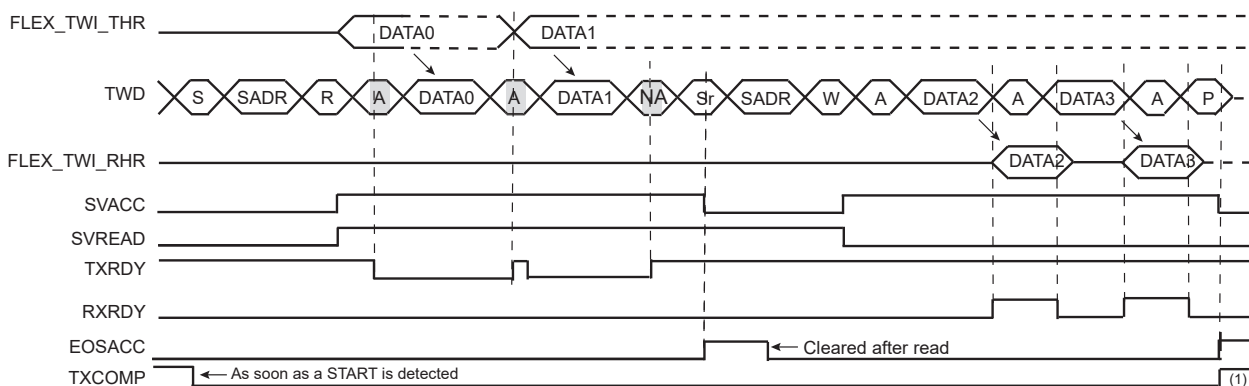 FLEX_TWI_THR DATA0 DATA1
TWD S SADR R A DATA0 A DATA1 NA Sr SADR W A DATA2 A DATA3 A P
FLEX_TWI_RHR DATA2 DATA3
SVACC
SVREAD
TXRDY
RXRDY
EOSACC Cleared after read
TXCOMP As soon as a START is detected (1)